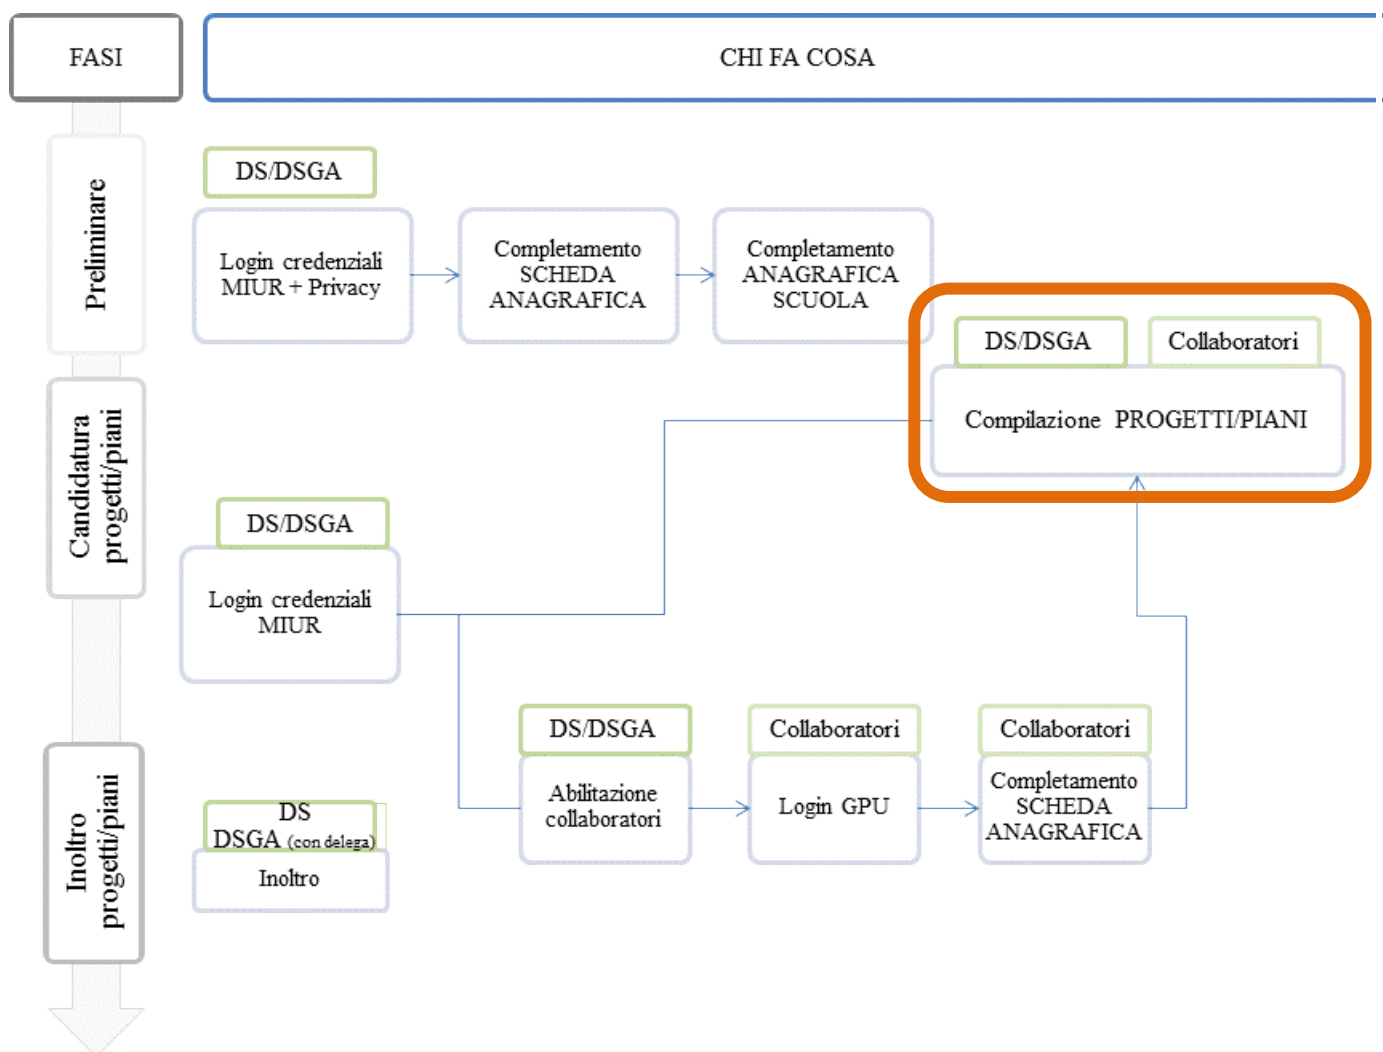 FASI
CHI FA COSA
Preliminare
DS/DSGA
Login credenziali
MIUR + Privacy
Completamento
SCHEDA
ANAGRAFICA
Completamento
ANAGRAFICA
SCUOLA
DS/DSGA
Collaboratori
Compilazione PROGETTI/PIANI
Candidatura
progetti/piani
DS/DSGA
Login credenziali
MIUR
DS/DSGA
Abilitazione
collaboratori
Collaboratori
Login GPU
Collaboratori
Completamento
SCHEDA
ANAGRAFICA
Inoltro
progetti/piani
DS
DSGA (con delega)
Inoltro